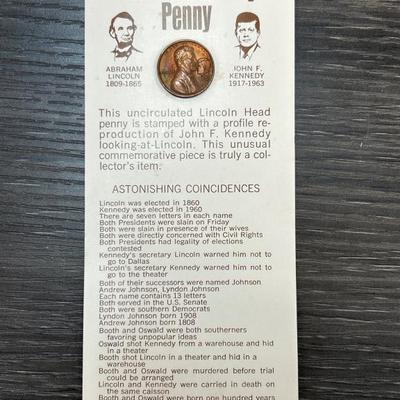 Penny
ABRAHAM
LINCOLN
1809-1865
JOHN F.
KENNEDY
1917-1963
This uncirculated Lincoln Head
penny is stamped with a profile re-
production of John F. Kennedy
looking-at-Lincoln. This unusual
commemorative piece is truly a col-
lector's item.
ASTONISHING COINCIDENCES
Lincoln was elected in 1860
Kennedy was elected in 1960
There are seven letters in each name
Both Presidents were slain on Friday
Both were slain in presence of their wives
Both were directly concerned with Civil Rights
Both Presidents had legality of elections
contested
Kennedy's secretary Lincoln warned him not to
go to Dallas
Lincoln's secretary Kennedy warned him not to
go to the theater
Both of their successors were named Johnson
Andrew Johnson, Lyndon Johnson
Each name contains 13 letters
Both served in the U.S. Senate
Both were southern Democrats
Lyndon Johnson born 1908
Andrew Johnson born 1808
Booth and Oswald were both southerners
favoring unpopular ideas
Oswald shot Kennedy from a warehouse and hid
in a theater
Booth shot Lincoln in a theater and hid in a
warehouse
Booth and Oswald were murdered before trial
could be arranged
Lincoln and Kennedy were carried in death on
the same caisson
Booth and Oswald were born one hundred years